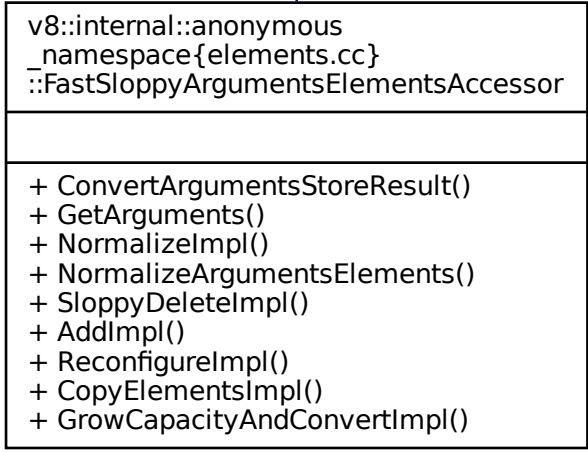 v8::internal::anonymous
_namespace{elements.cc}
::FastSloppyArgumentsElementsAccessor
+ ConvertArgumentsStoreResult()
+ GetArguments()
+ NormalizeImpl()
+ NormalizeArgumentsElements()
+ SloppyDeleteImpl()
+ AddImpl()
+ ReconfigureImpl()
+ CopyElementsImpl()
+ GrowCapacityAndConvertImpl()